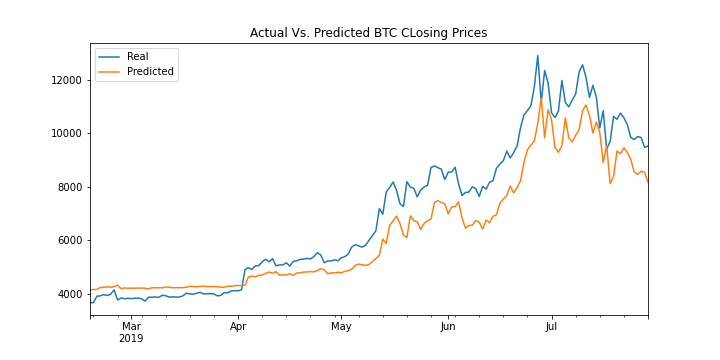 Actual Vs. Predicted BTC CLosing Prices
Real
Predicted
12000
10000
8000
6000
4000
Mar
2019
Apr
May
Jun
Jul